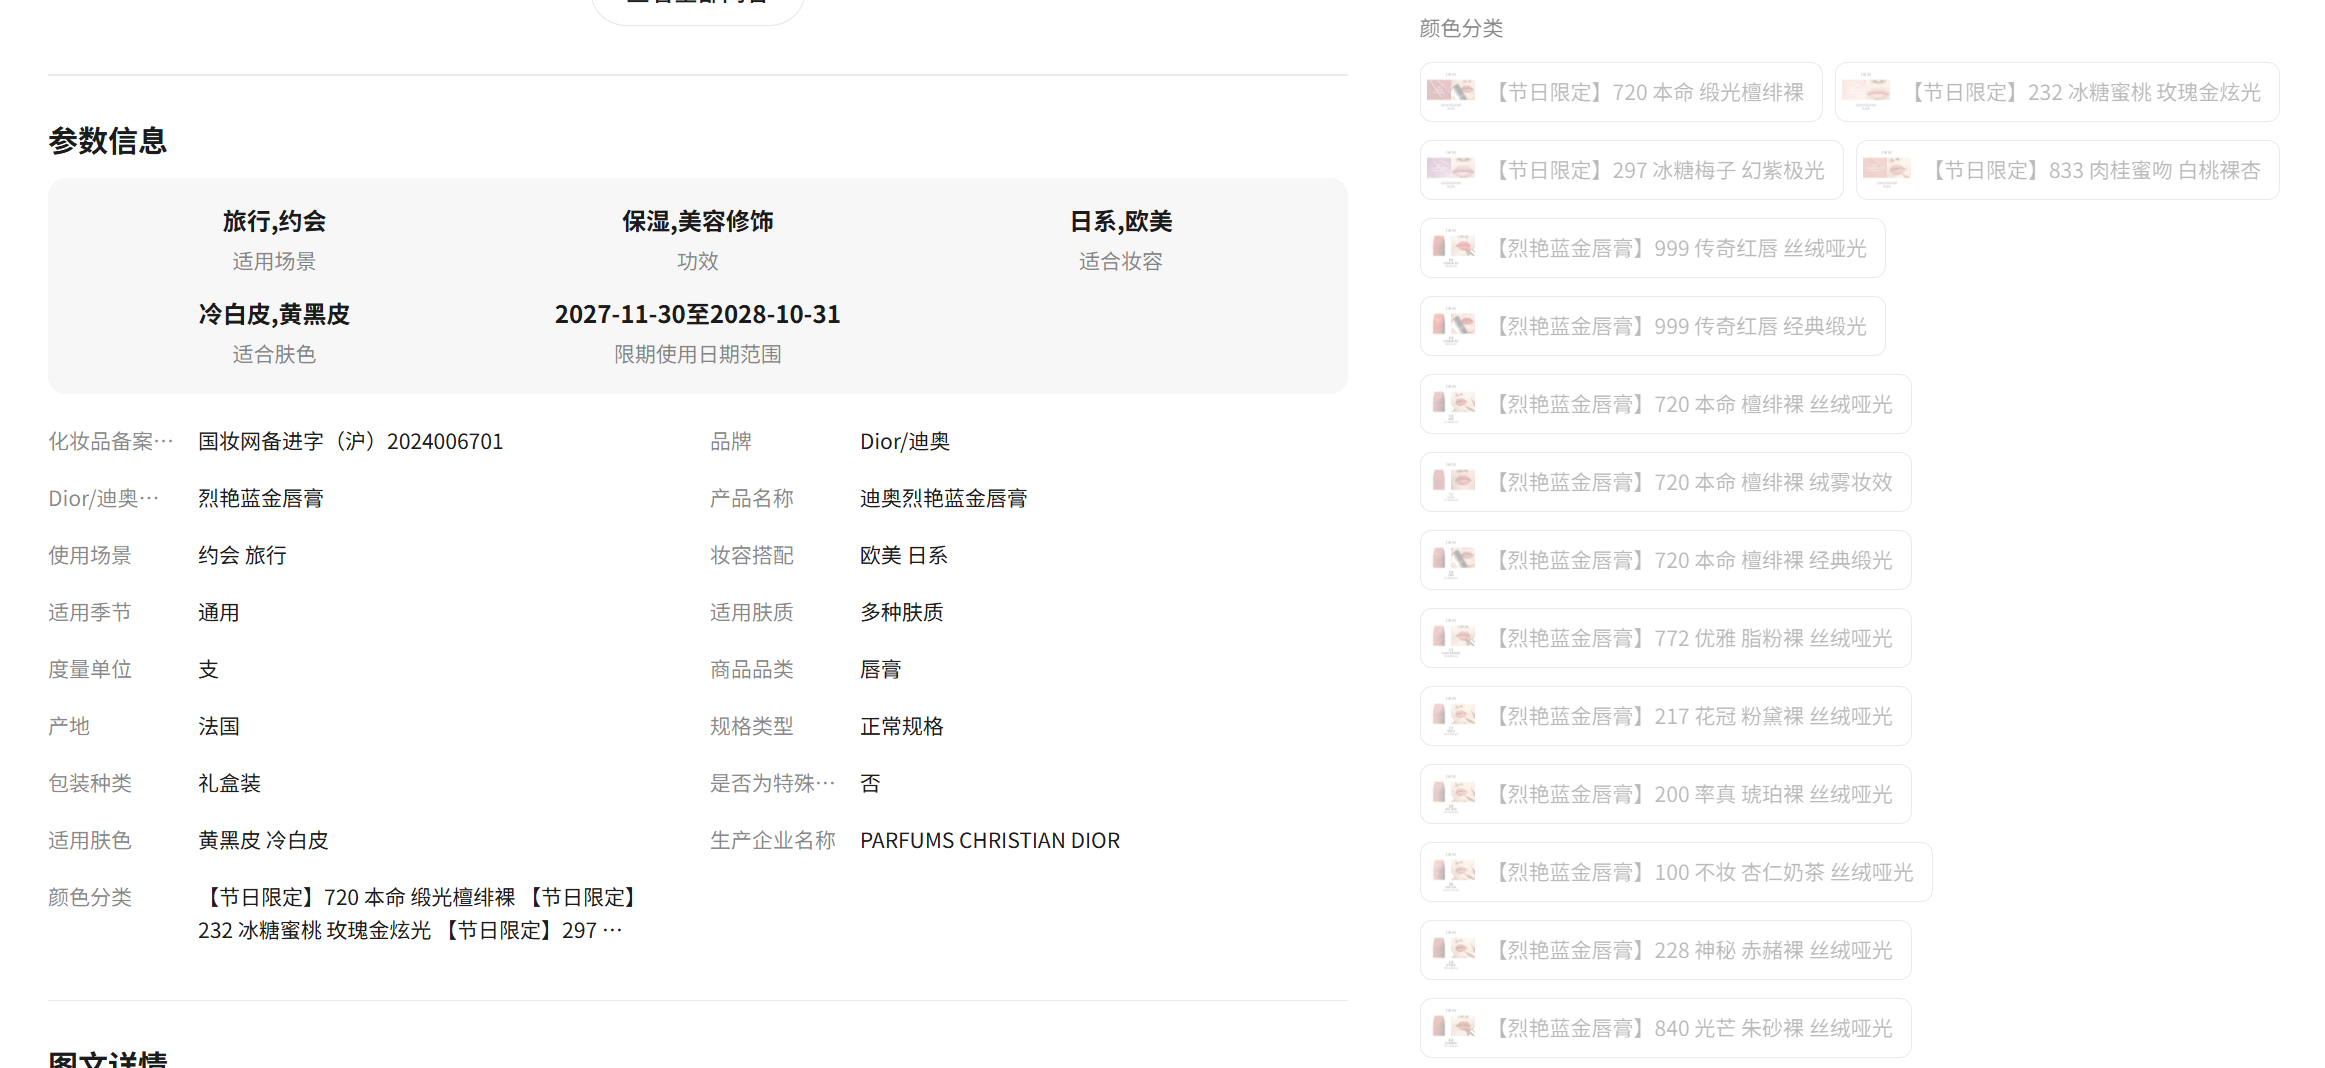 参数信息
旅行,约会
适用场景
保湿,美容修饰
功效
日系,欧美
适合妆容
冷白皮,黄黑皮
适合肤色
2027-11-30至2028-10-31
限期使用日期范围
化妆品备案… 国妆网备进字（沪）2024006701
品牌 Dior/迪奥
Dior/迪奥… 烈艳蓝金唇膏
产品名称 迪奥烈艳蓝金唇膏
使用场景 约会 旅行
妆容搭配 欧美 日系
适用季节 通用
适用肤质 多种肤质
度量单位 支
商品品类 唇膏
产地 法国
规格类型 正常规格
包装种类 礼盒装
是否为特殊… 否
适用肤色 黄黑皮 冷白皮
生产企业名称 PARFUMS CHRISTIAN DIOR
颜色分类 【节日限定】720 本命 缎光檀绯裸 【节日限定】
232 冰糖蜜桃 玫瑰金炫光 【节日限定】297 …
图文详情
颜色分类
【节日限定】720 本命 缎光檀绯裸
【节日限定】232 冰糖蜜桃 玫瑰金炫光
【节日限定】297 冰糖梅子 幻紫极光
【节日限定】833 肉桂蜜吻 白桃裸杏
【烈艳蓝金唇膏】999 传奇红唇 丝绒哑光
【烈艳蓝金唇膏】999 传奇红唇 经典缎光
【烈艳蓝金唇膏】720 本命 檀绯裸 丝绒哑光
【烈艳蓝金唇膏】720 本命 檀绯裸 绒雾妆效
【烈艳蓝金唇膏】720 本命 檀绯裸 经典缎光
【烈艳蓝金唇膏】772 优雅 脂粉裸 丝绒哑光
【烈艳蓝金唇膏】217 花冠 粉黛裸 丝绒哑光
【烈艳蓝金唇膏】200 率真 琥珀裸 丝绒哑光
【烈艳蓝金唇膏】100 不妆 杏仁奶茶 丝绒哑光
【烈艳蓝金唇膏】228 神秘 赤赭裸 丝绒哑光
【烈艳蓝金唇膏】840 光芒 朱砂裸 丝绒哑光